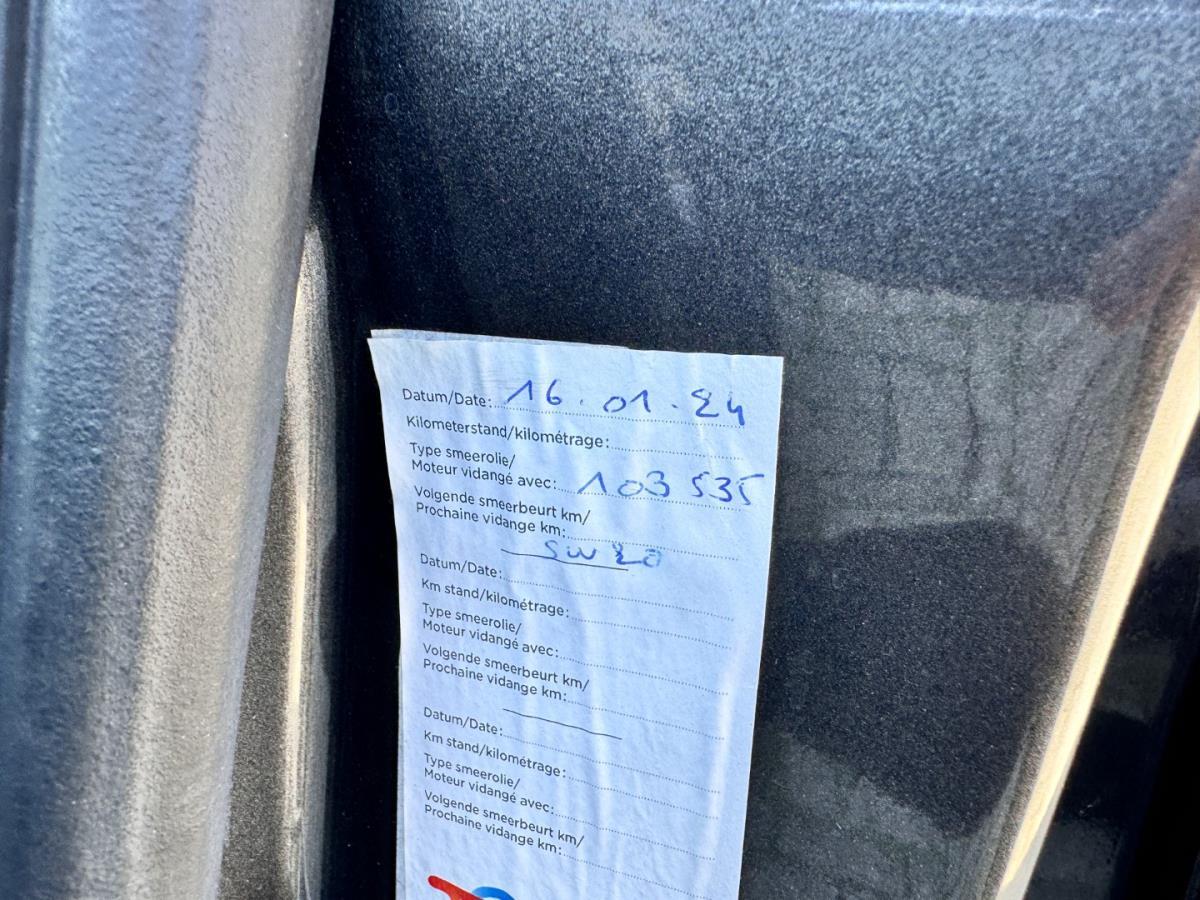 Datum/Date: 16.01.24
Kilometerstand/kilométrage:
Type smeerolie/
Moteur vidangé avec: 103 535
Volgende smeerbeurt km/
Prochaine vidange km:
5W20
Datum/Date:
Km stand/kilométrage:
Type smeerolie/
Moteur vidangé avec:
Volgende smeerbeurt km/
Prochaine vidange km:
Datum/Date:
Km stand/kilométrage:
Type smeerolie/
Moteur vidangé avec:
Volgende smeerbeurt km/
Prochaine vidange km: